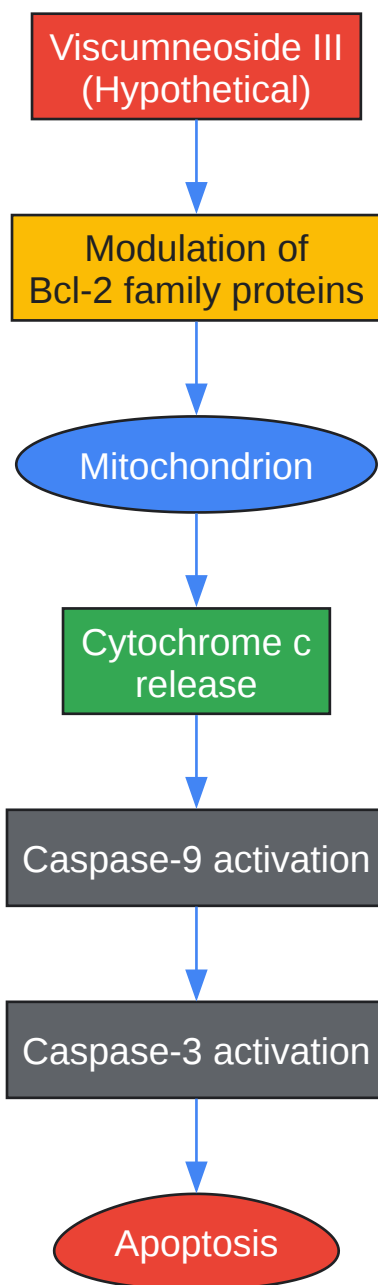 Viscumneoside III
(Hypothetical)
Modulation of
Bcl-2 family proteins
Mitochondrion
Cytochrome c
release
Caspase-9 activation
Caspase-3 activation
Apoptosis